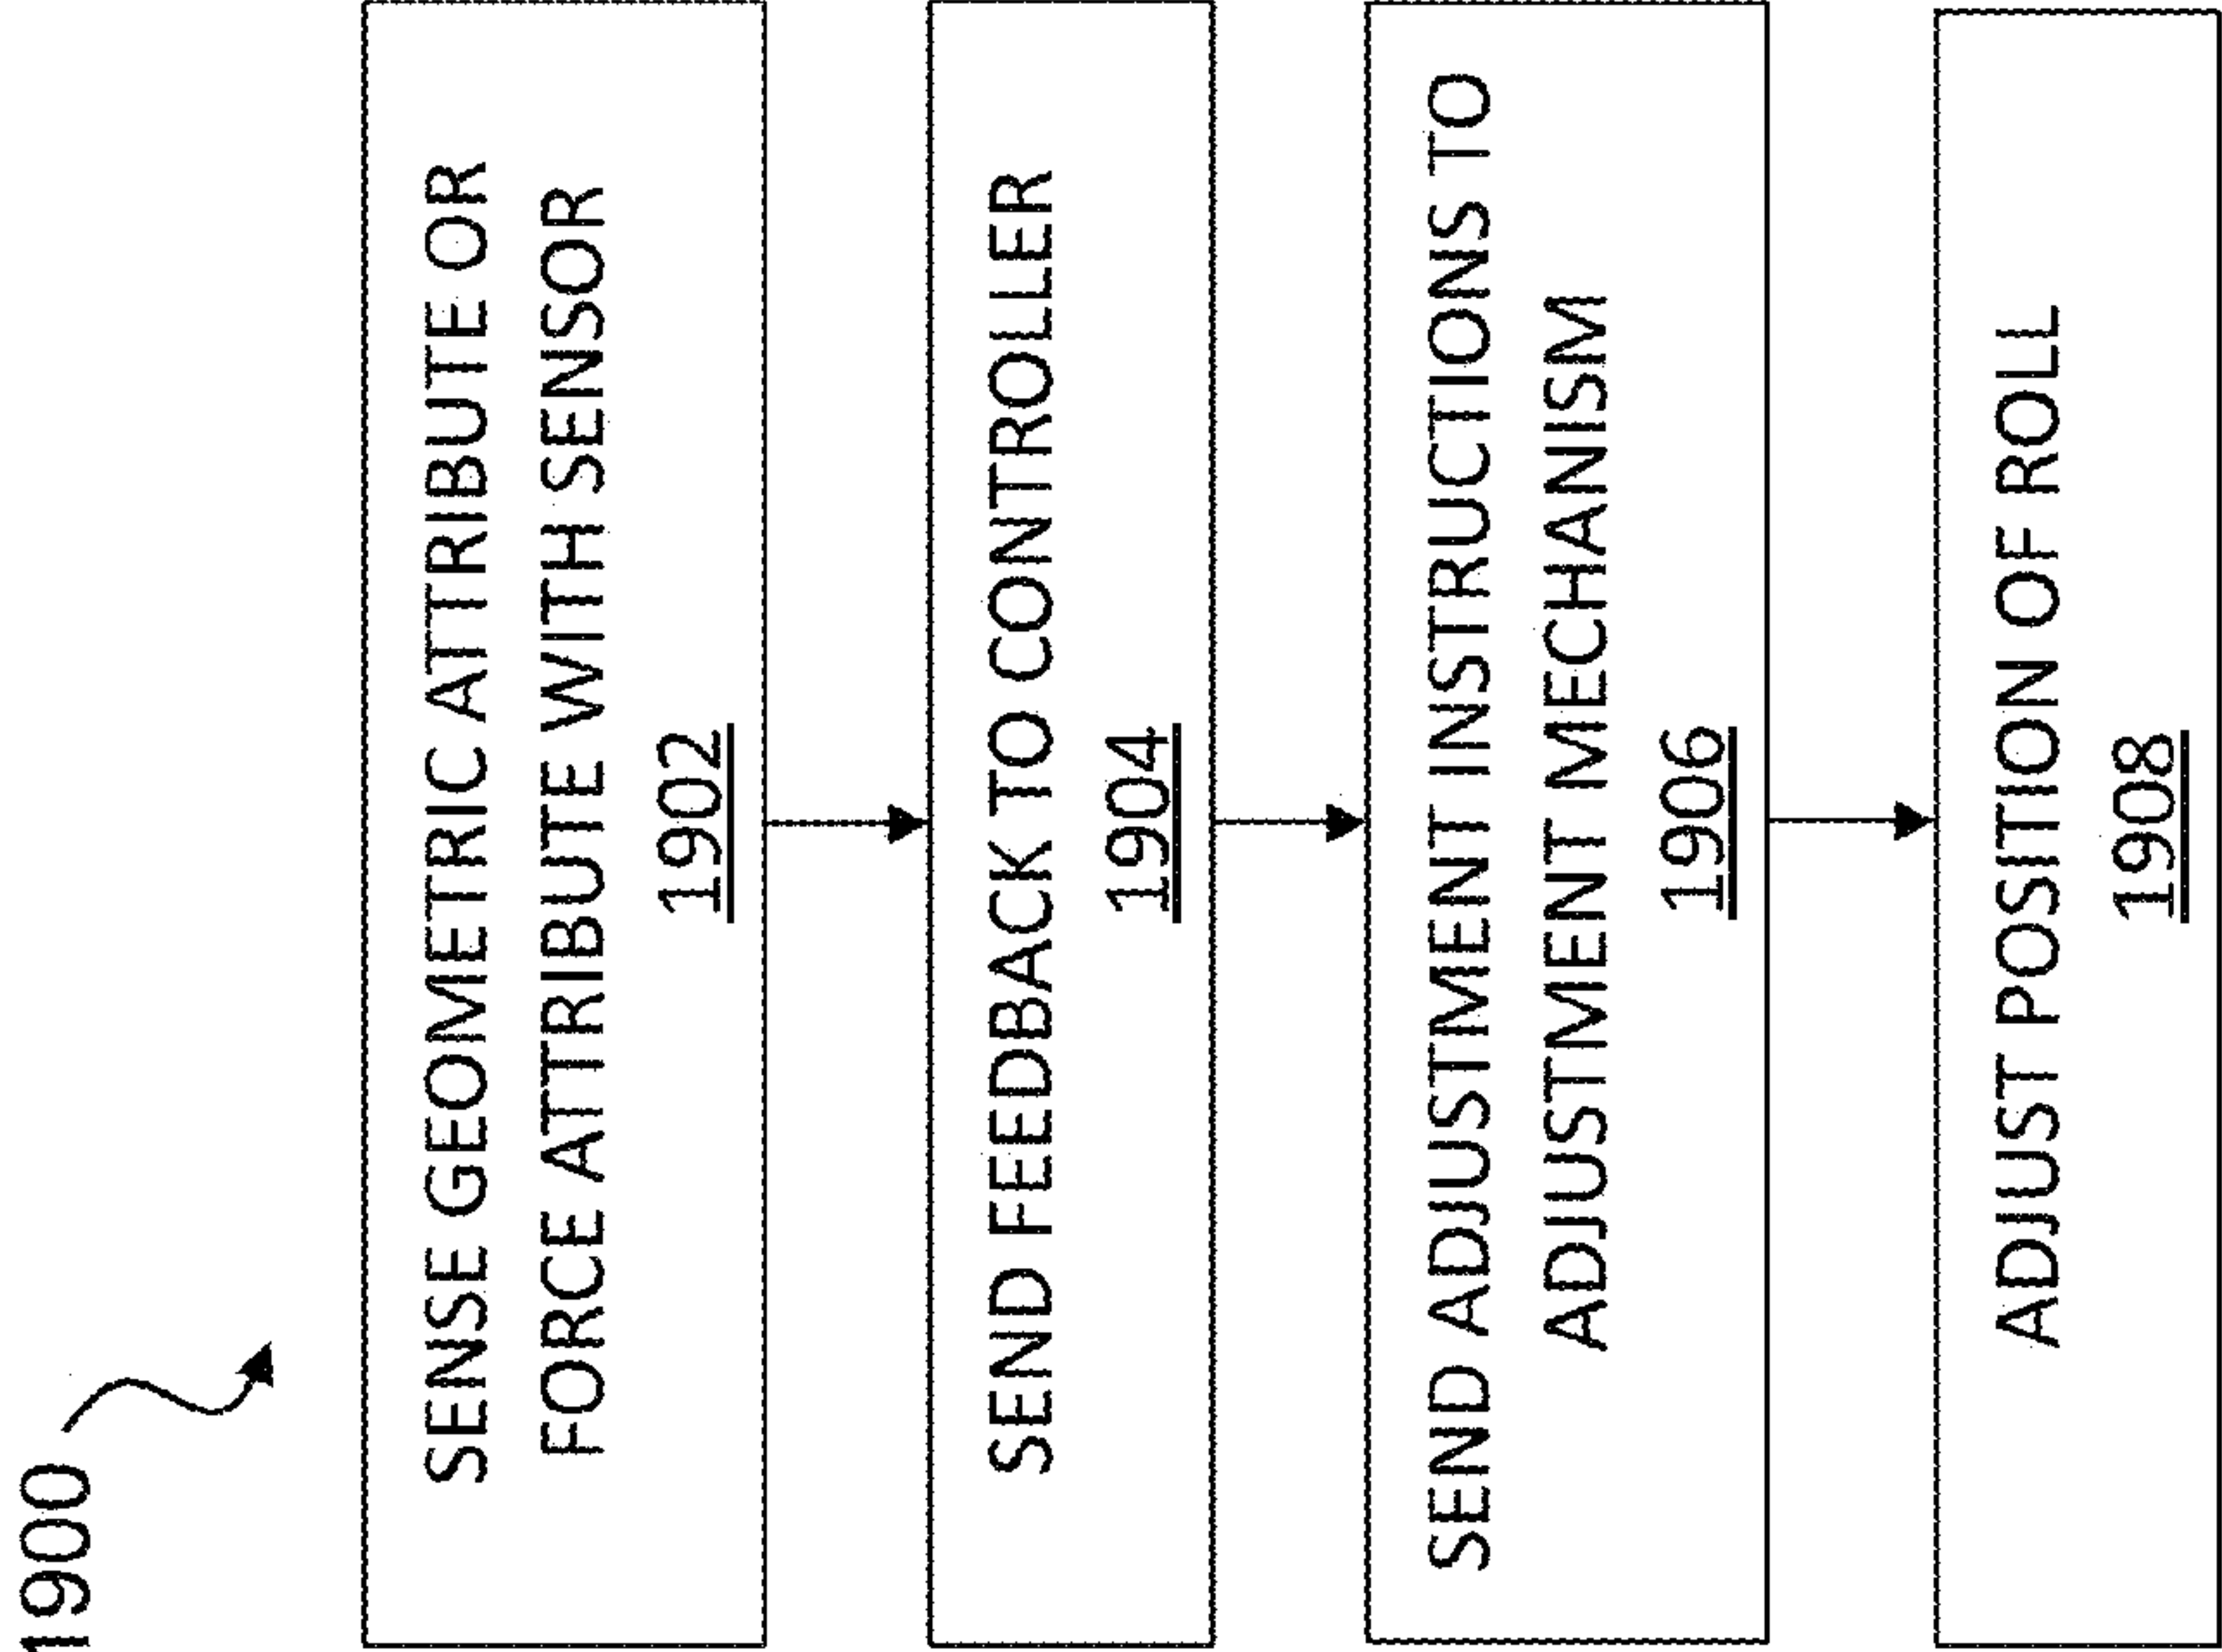 1900
SENSE GEOMETRIC ATTRIBUTE OR
FORCE ATTRIBUTE WITH SENSOR
1902
SEND FEEDBACK TO CONTROLLER
1904
SEND ADJUSTMENT INSTRUCTIONS TO
ADJUSTMENT MECHANISM
1906
ADJUST POSITION OF ROLL
1908